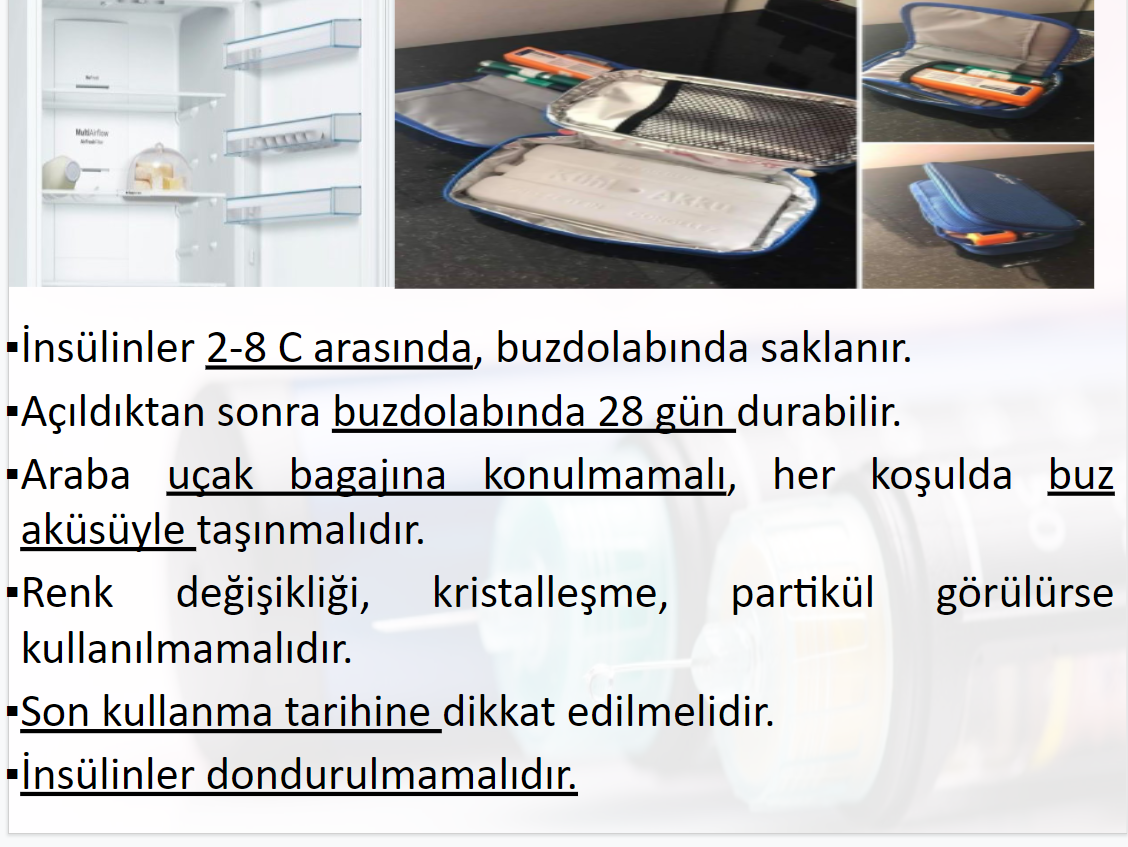 MultiAirflow
Kühl Akku
▪İnsülinler 2-8 C arasında, buzdolabında saklanır.
▪Açıldıktan sonra buzdolabında 28 gün durabilir.
▪Araba uçak bagajına konulmamalı, her koşulda buz
aküsüyle taşınmalıdır.
▪Renk değişikliği, kristalleşme, partikül görülürse
kullanılmamalıdır.
▪Son kullanma tarihine dikkat edilmelidir.
▪İnsülinler dondurulmamalıdır.